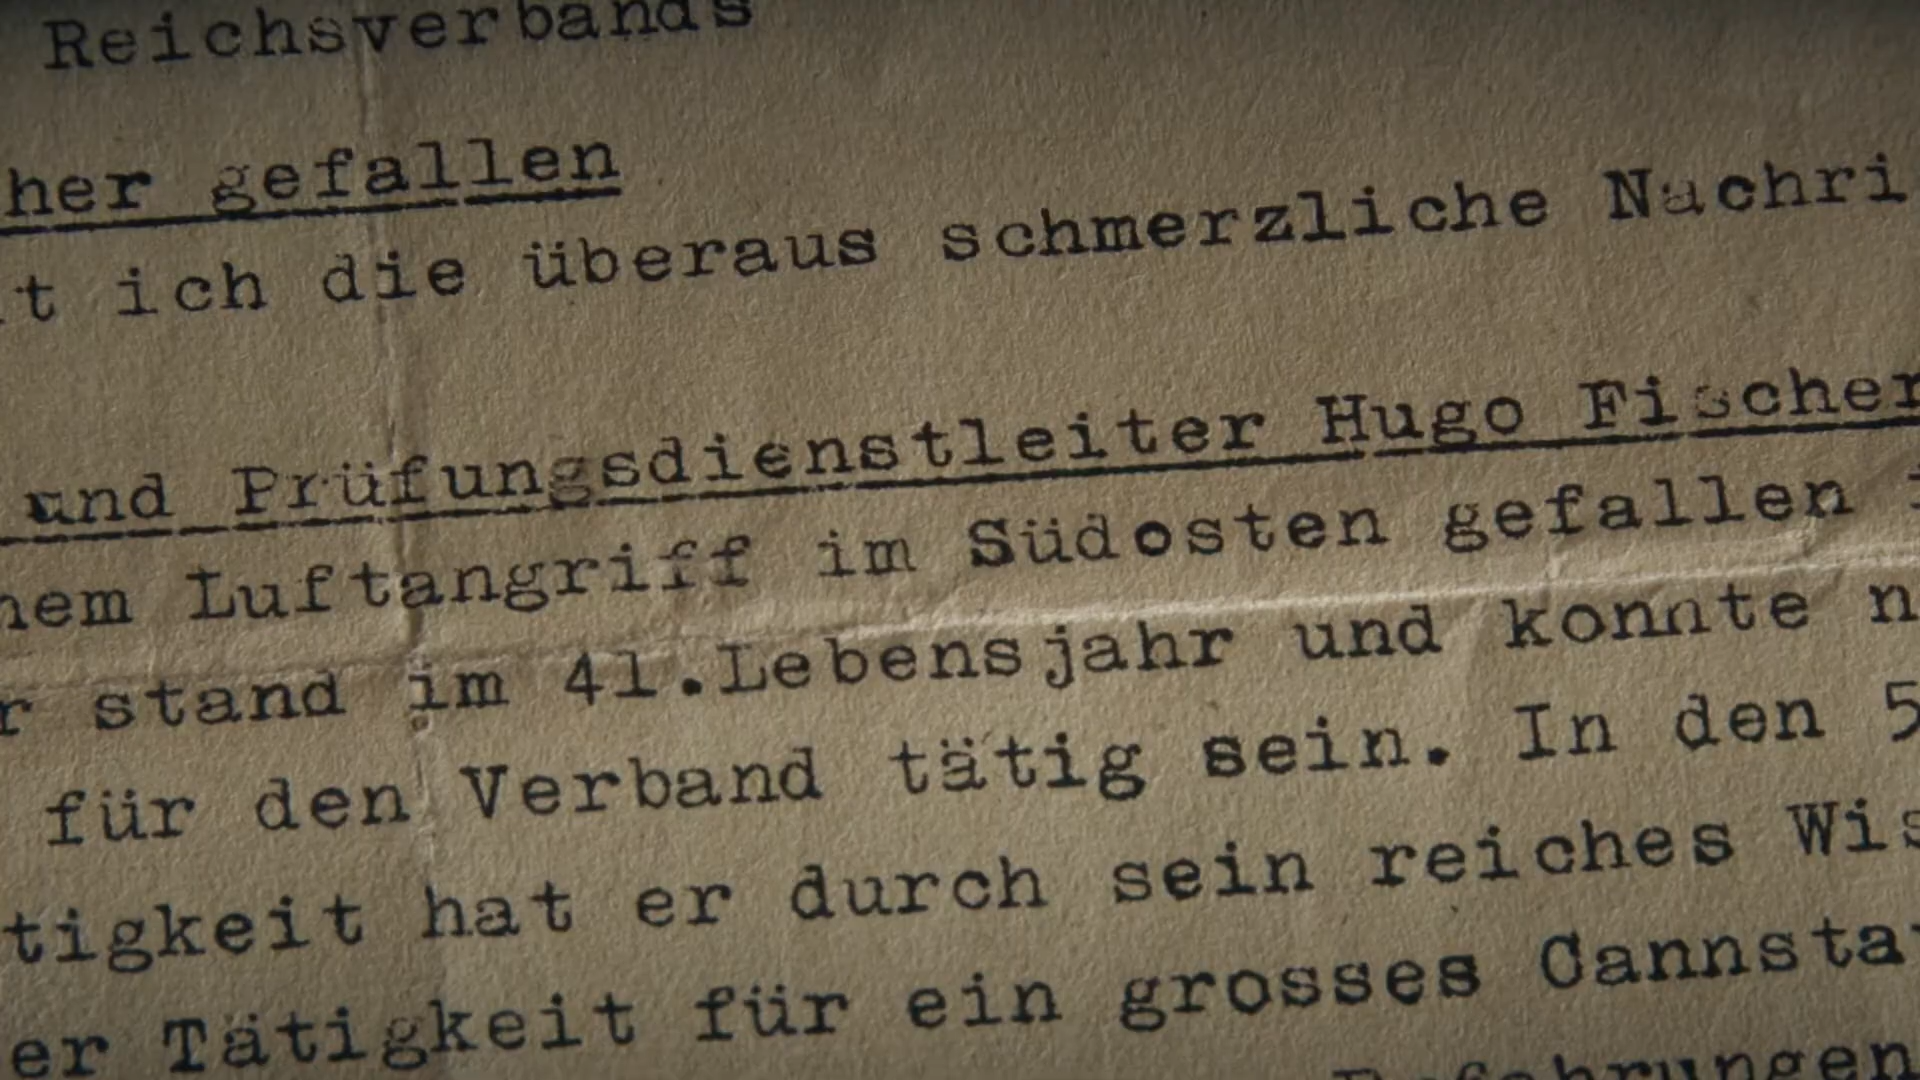 Reichsverbands
her gefallen
t ich die überaus schmerzliche Nachri
und Prüfungsdienstleiter Hugo Fischer
nem Luftangriff im Südosten gefallen
r stand im 41.Lebensjahr und konnte n
für den Verband tätig sein. In den 5
tigkeit hat er durch sein reiches Wis
er Tätigkeit für ein grosses Cannsta